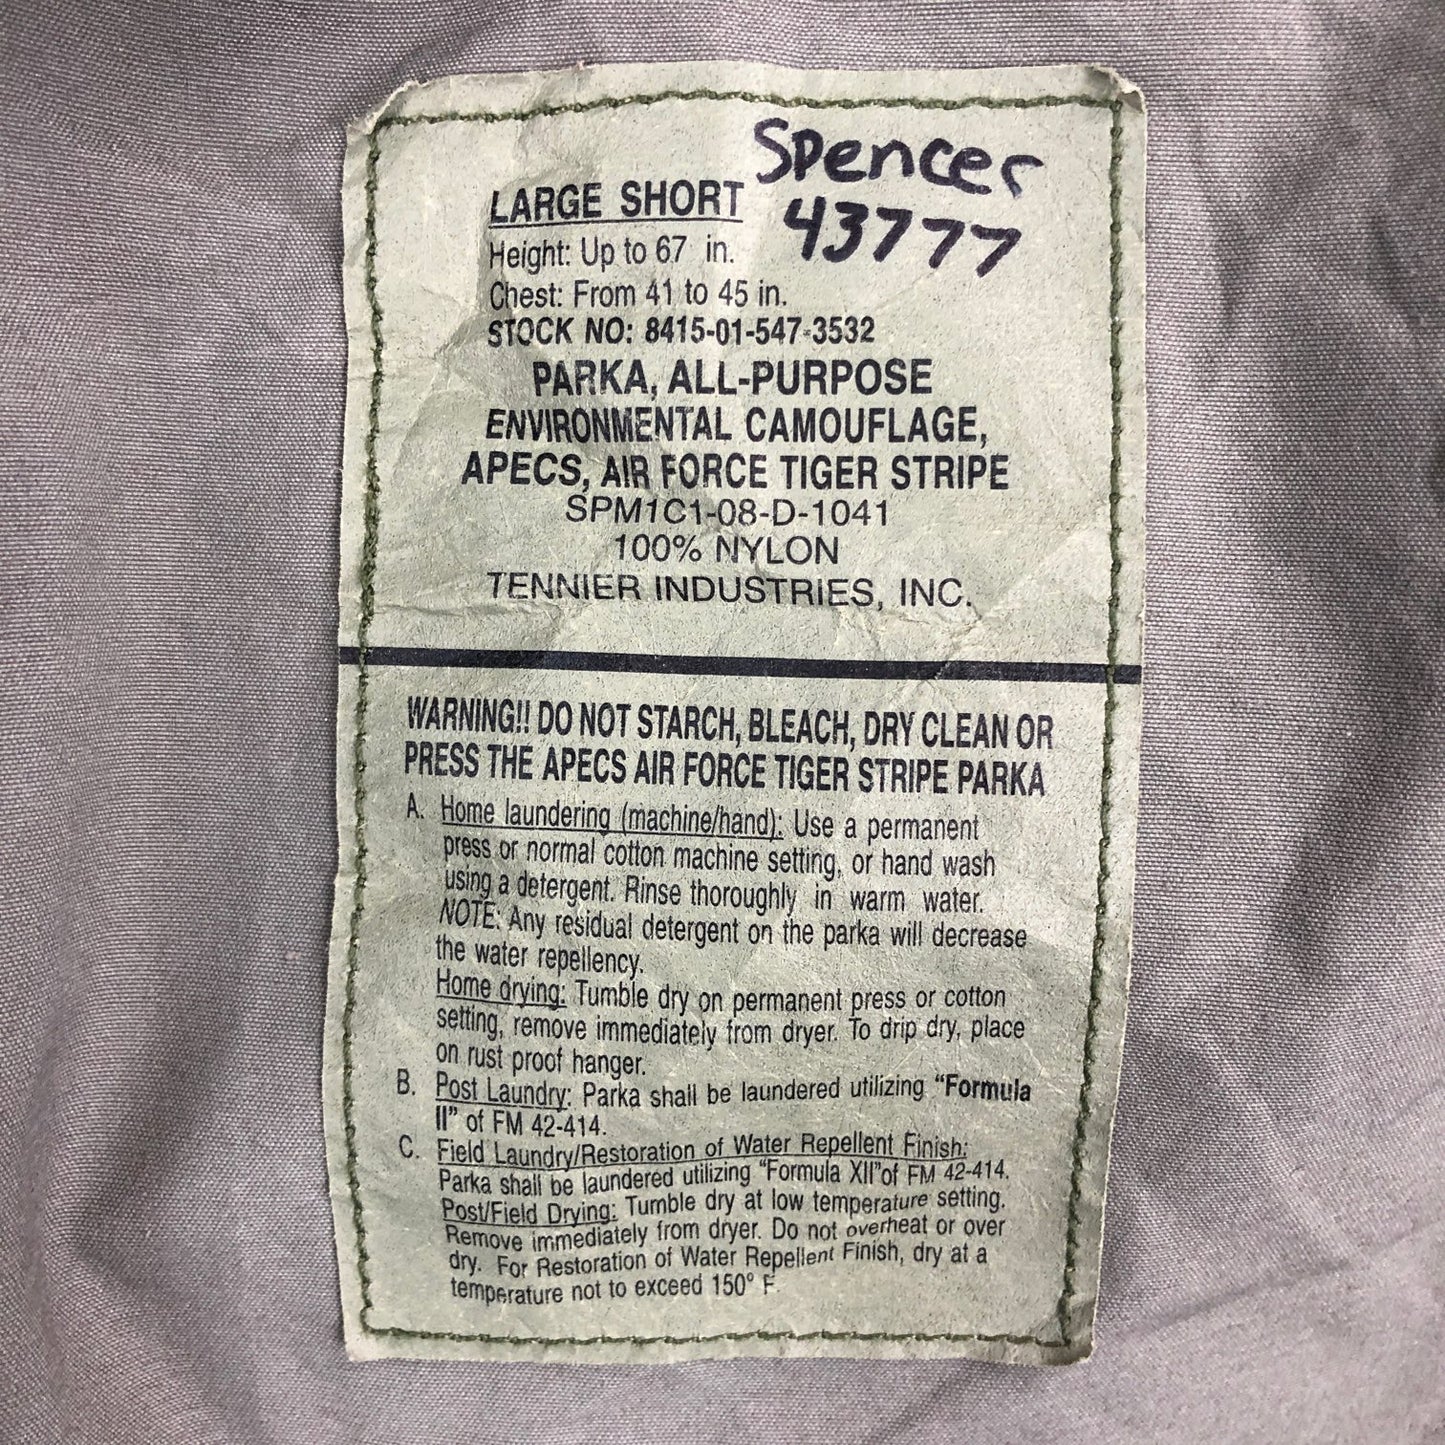 Spencer
43777
LARGE SHORT
Height: Up to 67 in.
Chest: From 41 to 45 in.
STOCK NO: 8415-01-547-3532
PARKA, ALL-PURPOSE
ENVIRONMENTAL CAMOUFLAGE,
APECS, AIR FORCE TIGER STRIPE
SPM1C1-08-D-1041
100% NYLON
TENNIER INDUSTRIES, INC.
WARNING!! DO NOT STARCH, BLEACH, DRY CLEAN OR
PRESS THE APECS AIR FORCE TIGER STRIPE PARKA
A. Home laundering (machine/hand): Use a permanent
press or normal cotton machine setting, or hand wash
using a detergent. Rinse thoroughly in warm water.
NOTE: Any residual detergent on the parka will decrease
the water repellency.
Home drying: Tumble dry on permanent press or cotton
setting, remove immediately from dryer. To drip dry, place
on rust proof hanger.
B. Post Laundry: Parka shall be laundered utilizing "Formula
II" of FM 42-414.
C. Field Laundry/Restoration of Water Repellent Finish:
Parka shall be laundered utilizing "Formula XII"of FM 42-414.
Post/Field Drying: Tumble dry at low temperature setting.
Remove immediately from dryer. Do not overheat or over
dry. For Restoration of Water Repellent Finish, dry at a
temperature not to exceed 150° F.